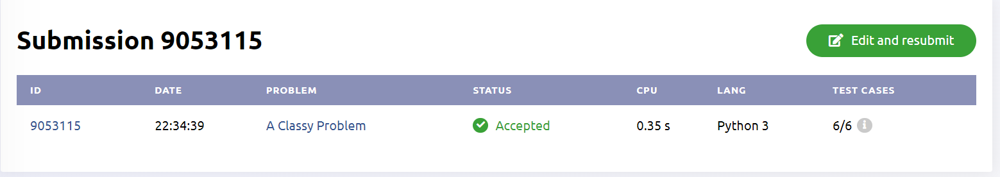 Submission 9053115
Edit and resubmit
ID DATE PROBLEM STATUS CPU LANG TEST CASES
9053115 22:34:39 A Classy Problem Accepted 0.35 s Python 3 6/6